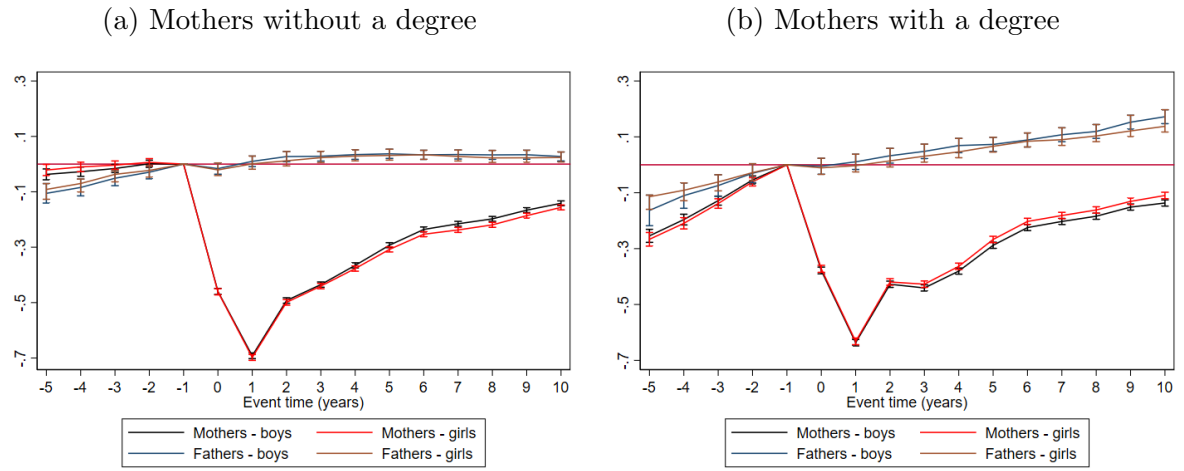 (a) Mothers without a degree
.3
.1
-.1
-.3
-.5
-.7
-5 -4 -3 -2 -1 0 1 2 3 4 5 6 7 8 9 10
Event time (years)
Mothers - boys Mothers - girls
Fathers - boys Fathers - girls
(b) Mothers with a degree
.3
.1
-.1
-.3
-.5
-.7
-5 -4 -3 -2 -1 0 1 2 3 4 5 6 7 8 9 10
Event time (years)
Mothers - boys Mothers - girls
Fathers - boys Fathers - girls